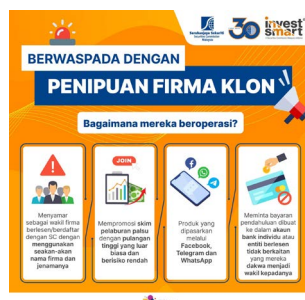 Suruhanjaya Sekuriti
Securities Commission
Malaysia
30
invest
smart
BERWASPADA DENGAN
PENIPUAN FIRMA KLON
Bagaimana mereka beroperasi?
Menyamar
sebagai wakil firma
berlesen/berdaftar
dengan SC dengan
menggunakan
seakan-akan
nama firma dan
jenamanya
JOIN
Mempromosi skim
pelaburan palsu
dengan pulangan
tinggi yang luar
biasa dan
berisiko rendah
Produk yang
dipasarkan
melalui
Facebook,
Telegram dan
WhatsApp
Meminta bayaran
pendahuluan dibuat
ke dalam akaun
bank individu atau
entiti berlesen
tidak berkaitan
yang mereka
dakwa menjadi
wakil kepadanya